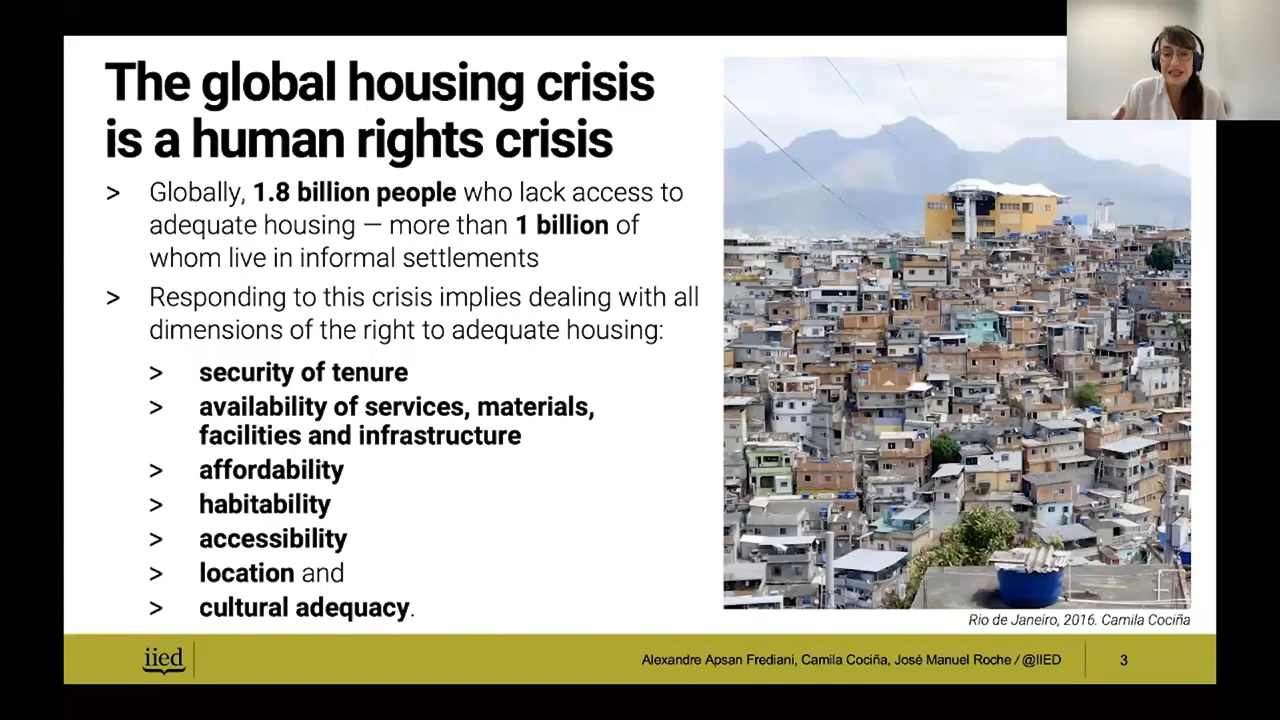 The global housing crisis
is a human rights crisis
> Globally, 1.8 billion people who lack access to
adequate housing — more than 1 billion of
whom live in informal settlements
> Responding to this crisis implies dealing with all
dimensions of the right to adequate housing:
> security of tenure
> availability of services, materials,
facilities and infrastructure
> affordability
> habitability
> accessibility
> location and
> cultural adequacy.
Rio de Janeiro, 2016. Camila Cociña
iied
Alexandre Apsan Frediani, Camila Cociña, José Manuel Roche / @IIED
3